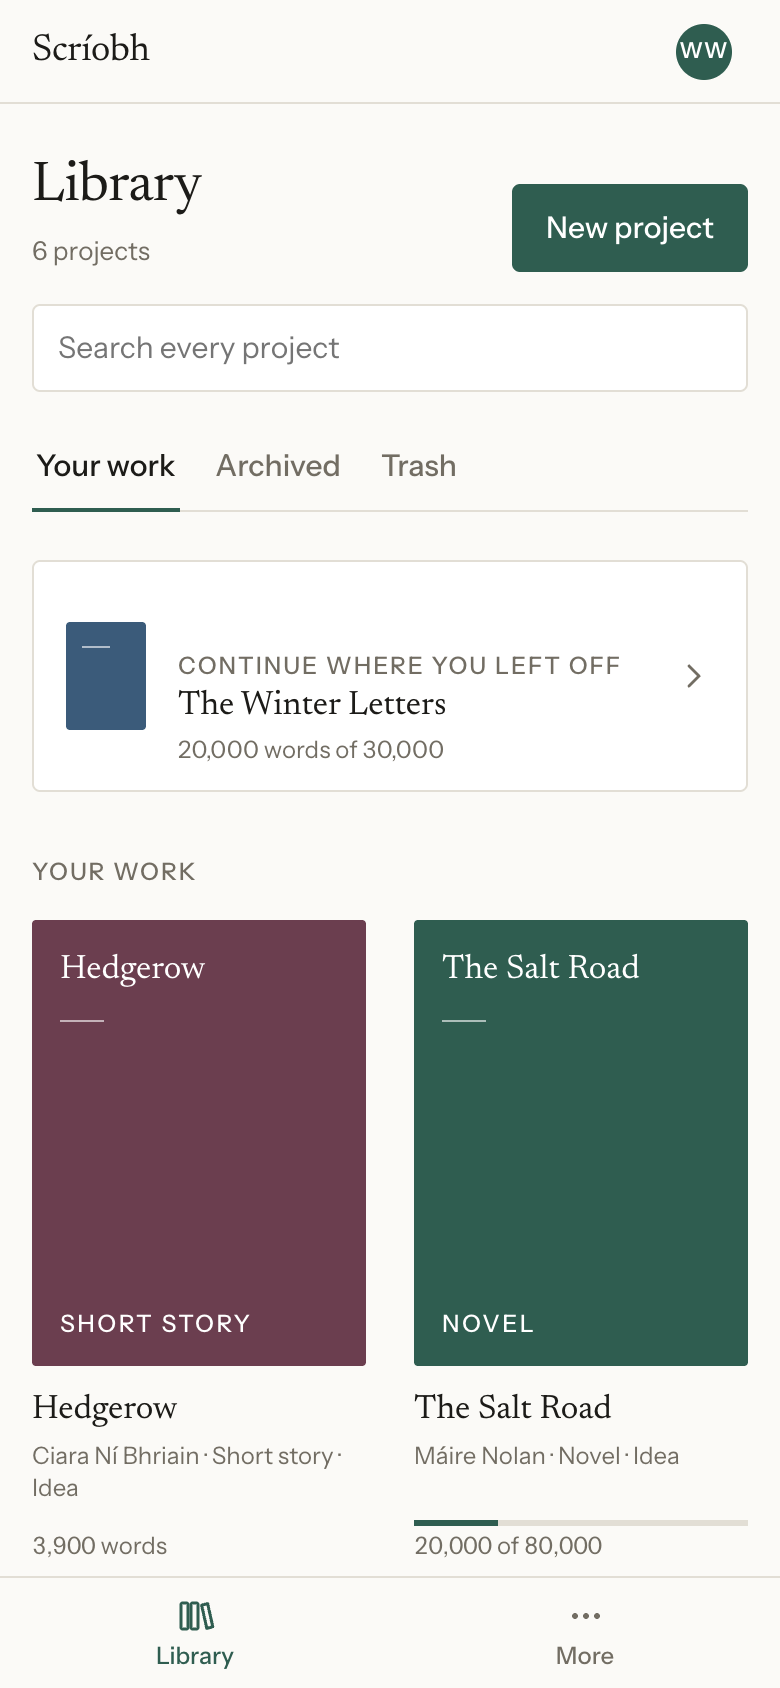 Scríobh
WW
Library
6 projects
New project
Search every project
Your work
Archived
Trash
CONTINUE WHERE YOU LEFT OFF
The Winter Letters
20,000 words of 30,000
YOUR WORK
Hedgerow
SHORT STORY
Hedgerow
Ciara Ní Bhriain · Short story ·
Idea
3,900 words
The Salt Road
NOVEL
The Salt Road
Máire Nolan · Novel · Idea
20,000 of 80,000
Library
More